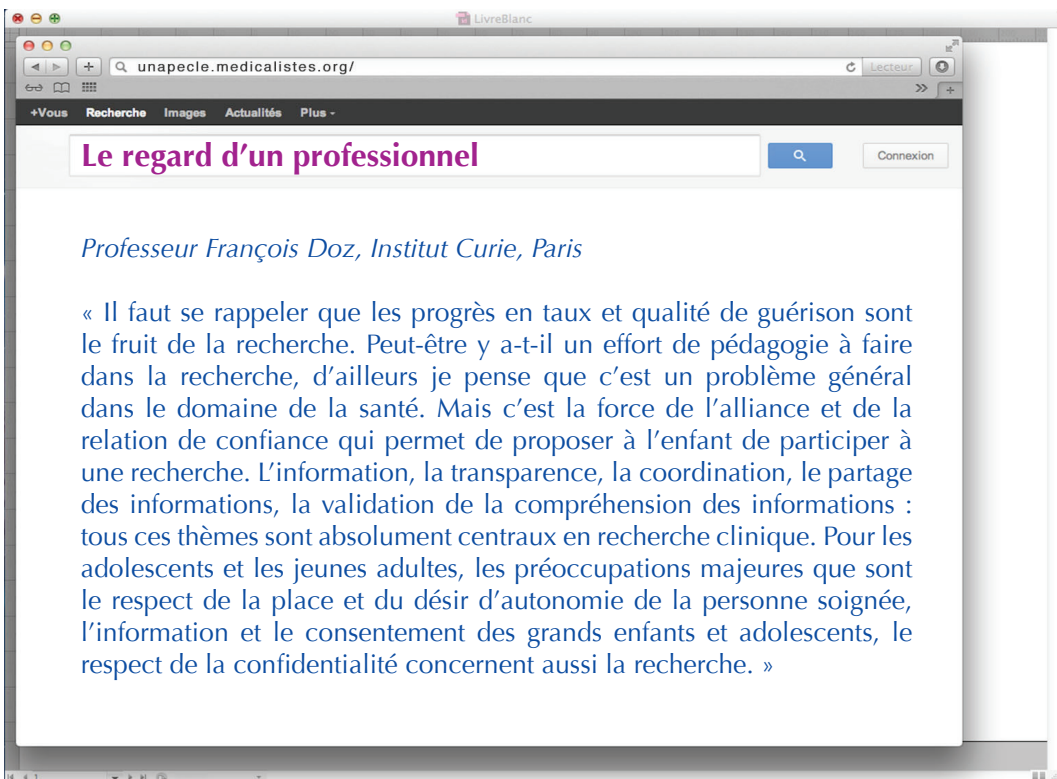 LivreBlanc
unapecle.medicalistes.org/
Lecteur
+Vous Recherche Images Actualités Plus
Le regard d’un professionnel
Connexion
Professeur François Doz, Institut Curie, Paris
« Il faut se rappeler que les progrès en taux et qualité de guérison sont
le fruit de la recherche. Peut-être y a-t-il un effort de pédagogie à faire
dans la recherche, d’ailleurs je pense que c’est un problème général
dans le domaine de la santé. Mais c’est la force de l’alliance et de la
relation de confiance qui permet de proposer à l’enfant de participer à
une recherche. L’information, la transparence, la coordination, le partage
des informations, la validation de la compréhension des informations :
tous ces thèmes sont absolument centraux en recherche clinique. Pour les
adolescents et les jeunes adultes, les préoccupations majeures que sont
le respect de la place et du désir d’autonomie de la personne soignée,
l’information et le consentement des grands enfants et adolescents, le
respect de la confidentialité concernent aussi la recherche. »